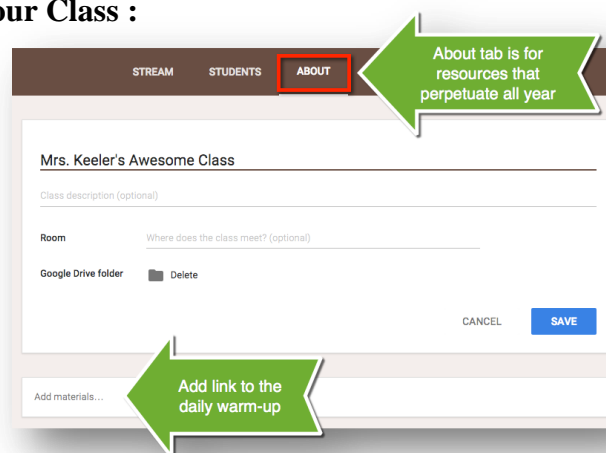 our Class :
STREAM STUDENTS ABOUT
About tab is for
resources that
perpetuate all year
Mrs. Keeler's Awesome Class
Class description (optional)
Room Where does the class meet? (optional)
Google Drive folder Delete
CANCEL SAVE
Add materials...
Add link to the
daily warm-up